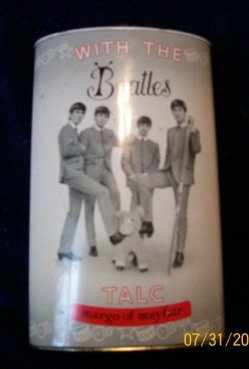 WITH THE
Beatles
TALC
margo of mayfair
07/31/20